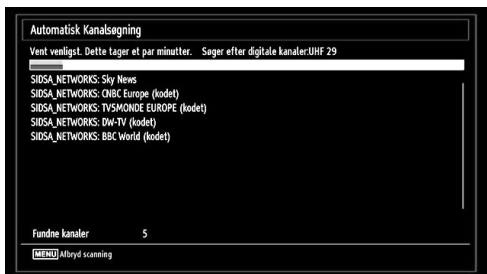 Automatisk Kanalsøgning
Vent venligst. Dette tager et par minutter. Søger efter digitale kanaler:UHF 29
SIDSA_NETWORKS: Sky News
SIDSA_NETWORKS: CNBC Europe (kodet)
SIDSA_NETWORKS: TV5MONDE EUROPE (kodet)
SIDSA_NETWORKS: DW-TV (kodet)
SIDSA_NETWORKS: BBC World (kodet)
Fundne kanaler 5
MENU Afbryd scanning